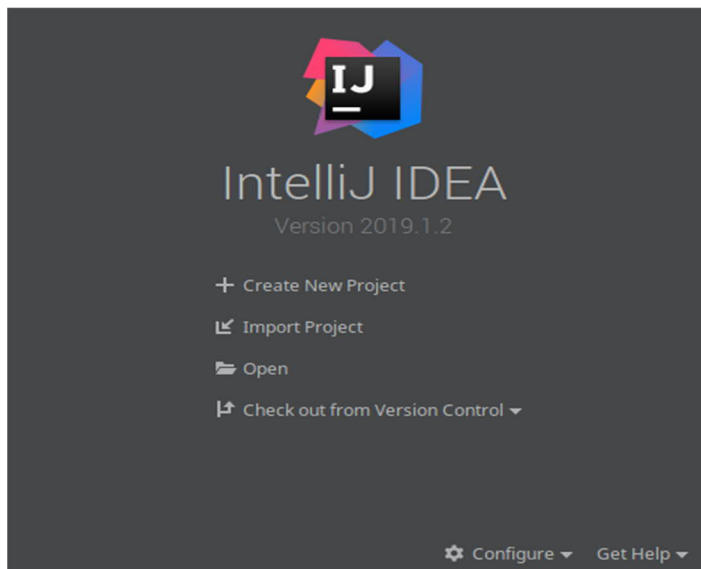 IJ
IntelliJ IDEA
Version 2019.1.2
Create New Project
Import Project
Open
Check out from Version Control
Configure Get Help